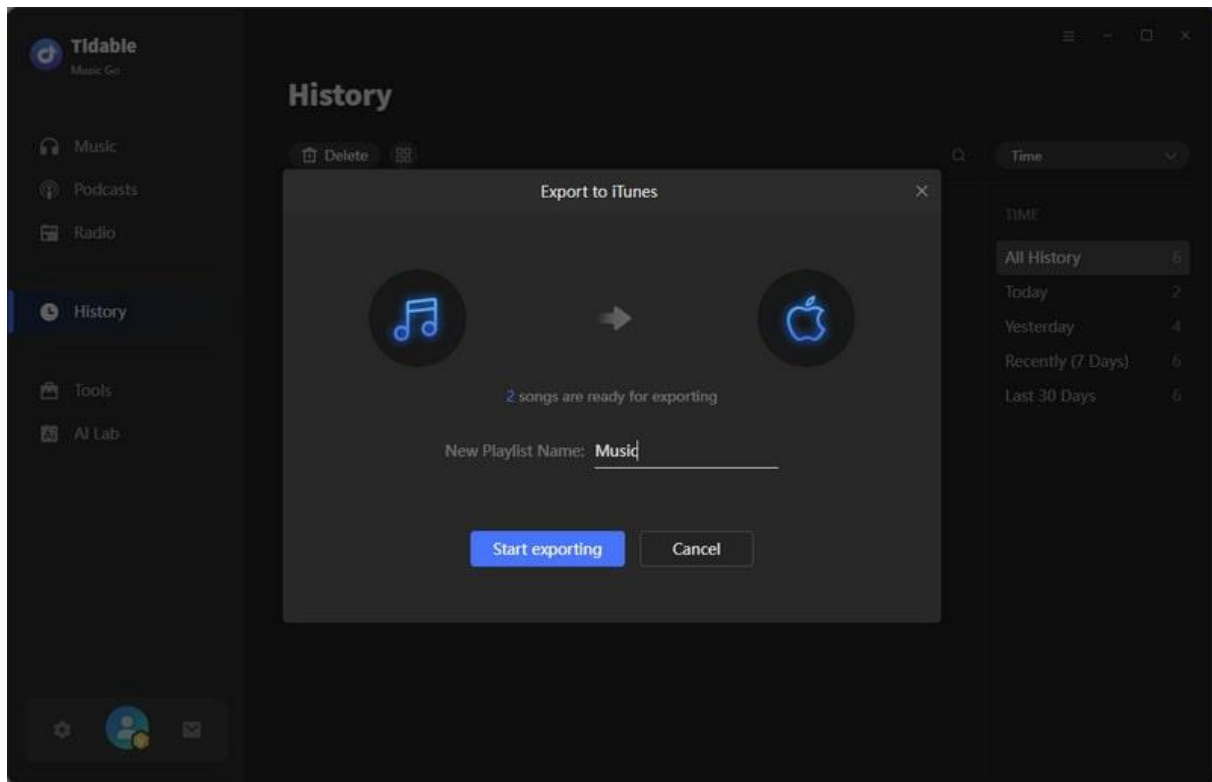 Tidable
Music Go
History
Music
Delete
Time
Podcasts
Export to iTunes
TIME
Radio
All History 6
History
Today 2
Yesterday 4
Recently (7 Days) 6
Tools
2 songs are ready for exporting
Last 30 Days 6
AI Lab
New Playlist Name: Music
Start exporting
Cancel